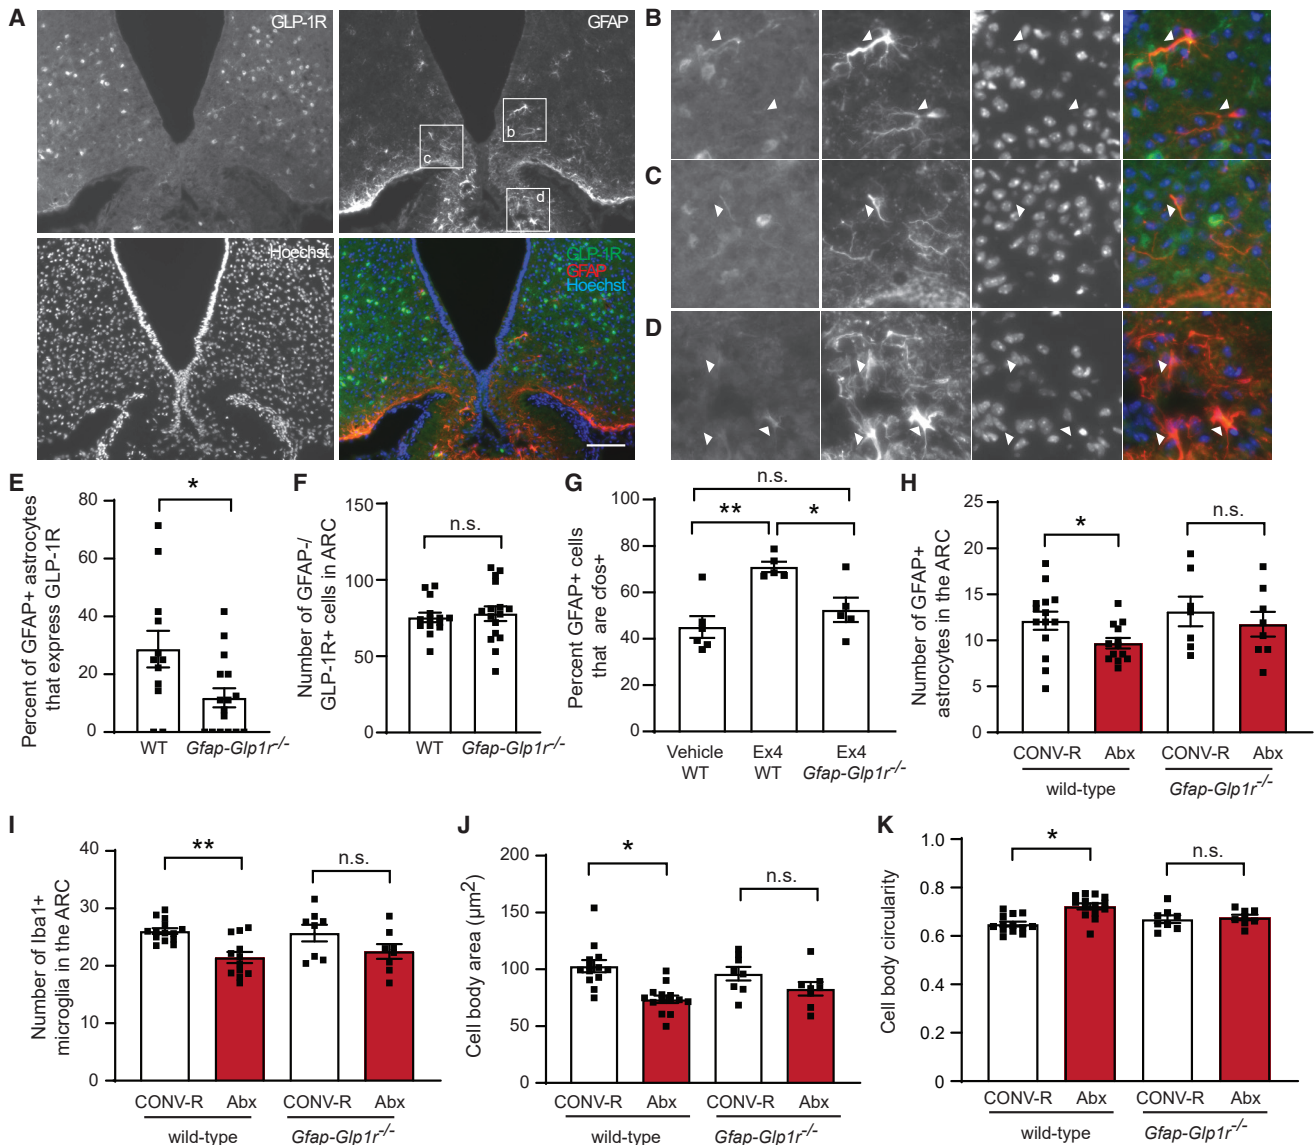 A
GLP-1R
GFAP
b
c
d
Hoechst
GLP-1R
GFAP
Hoechst
B
C
D
E
Percent of GFAP+ astrocytes
that express GLP-1R
80
60
40
20
0
*
WT
Gfap-Glp1r-/-
F
Number of GFAP-/
GLP-1R+ cells in ARC
150
100
50
0
n.s.
WT
Gfap-Glp1r-/-
G
Percent GFAP+ cells
that are cfos+
100
80
60
40
20
0
n.s.
**
*
Vehicle
WT
Ex4
WT
Ex4
Gfap-Glp1r-/-
H
Number of GFAP+
astrocytes in the ARC
25
20
15
10
5
0
*
n.s.
CONV-R
Abx
CONV-R
Abx
wild-type
Gfap-Glp1r-/-
I
Number of Iba1+
microglia in the ARC
40
30
20
10
0
**
n.s.
CONV-R
Abx
CONV-R
Abx
wild-type
Gfap-Glp1r-/-
J
Cell body area (µm2)
200
150
100
50
0
*
n.s.
CONV-R
Abx
CONV-R
Abx
wild-type
Gfap-Glp1r-/-
K
Cell body circularity
1.0
0.8
0.6
0.4
0.2
0
*
n.s.
CONV-R
Abx
CONV-R
Abx
wild-type
Gfap-Glp1r-/-